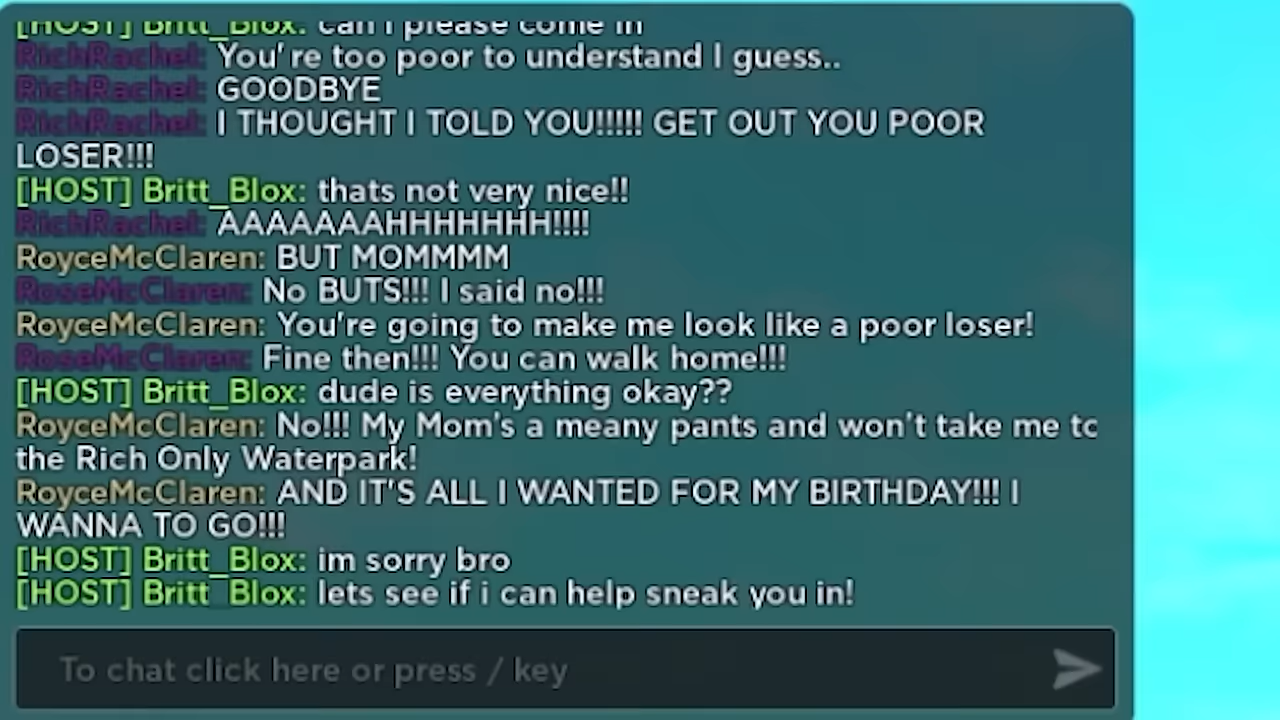 [HOST] Britt_Blox: can i please come in
RichRachel: You're too poor to understand I guess..
RichRachel: GOODBYE
RichRachel: I THOUGHT I TOLD YOU!!!!! GET OUT YOU POOR
LOSER!!!
[HOST] Britt_Blox: thats not very nice!!
RichRachel: AAAAAAAHHHHHHH!!!!
RoyceMcClaren: BUT MOMMMM
RoseMcClaren: No BUTS!!! I said no!!!
RoyceMcClaren: You're going to make me look like a poor loser!
RoseMcClaren: Fine then!!! You can walk home!!!
[HOST] Britt_Blox: dude is everything okay??
RoyceMcClaren: No!!! My Mom's a meany pants and won't take me to
the Rich Only Waterpark!
RoyceMcClaren: AND IT'S ALL I WANTED FOR MY BIRTHDAY!!! I
WANNA TO GO!!!
[HOST] Britt_Blox: im sorry bro
[HOST] Britt_Blox: lets see if i can help sneak you in!
To chat click here or press / key